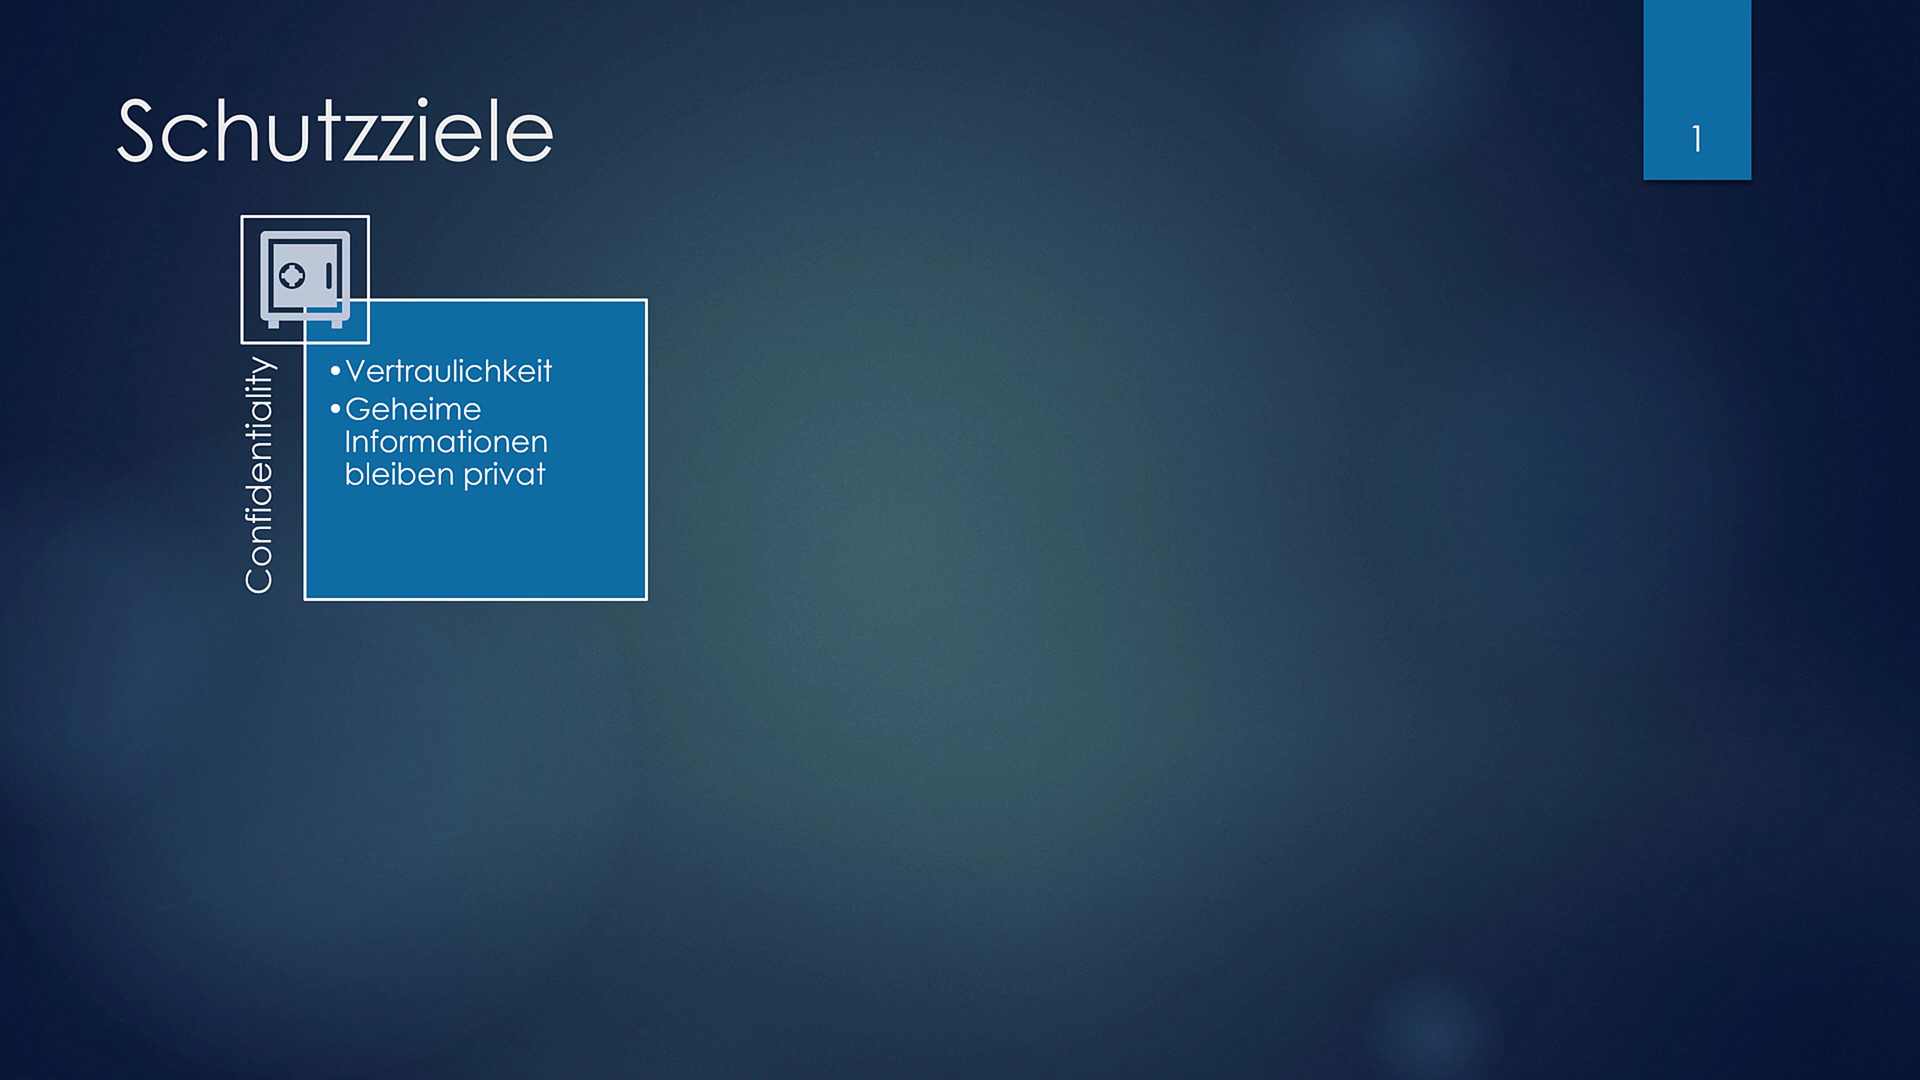 Schutzziele
1
Confidentiality
•Vertraulichkeit
•Geheime
Informationen
bleiben privat